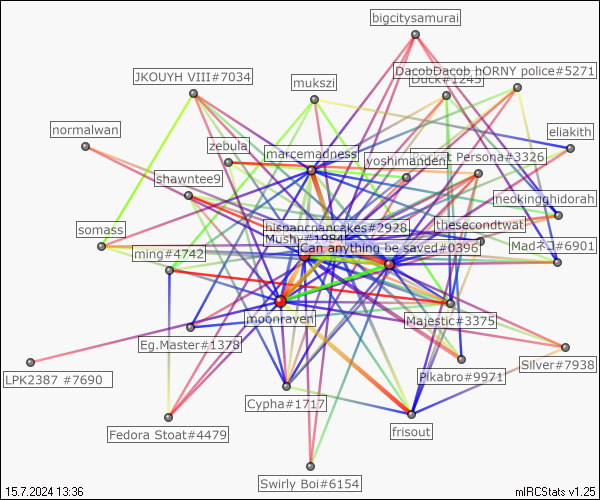 bigcitysamurai
DacobDacob hORNY police#5271
JKOUYH VIII#7034
mukszi
Duck#1245
normalwan
zebula
marcemadness
eliakith
yoshimanden
Persona#3326
shawntee9
neokingghidorah
hispancpancakes#2928
thesecondtwat
somass
Mushy#1984
ming#4742
Can anything be saved#0396
Madネコ#6901
moonraven
Majestic#3375
Eg.Master#1378
Silver#7938
LPK2387 #7690
Pikabro#9971
Cypha#1717
Fedora Stoat#4479
frisout
Swirly Boi#6154
15.7.2024 13:36
mIRCStats v1.25